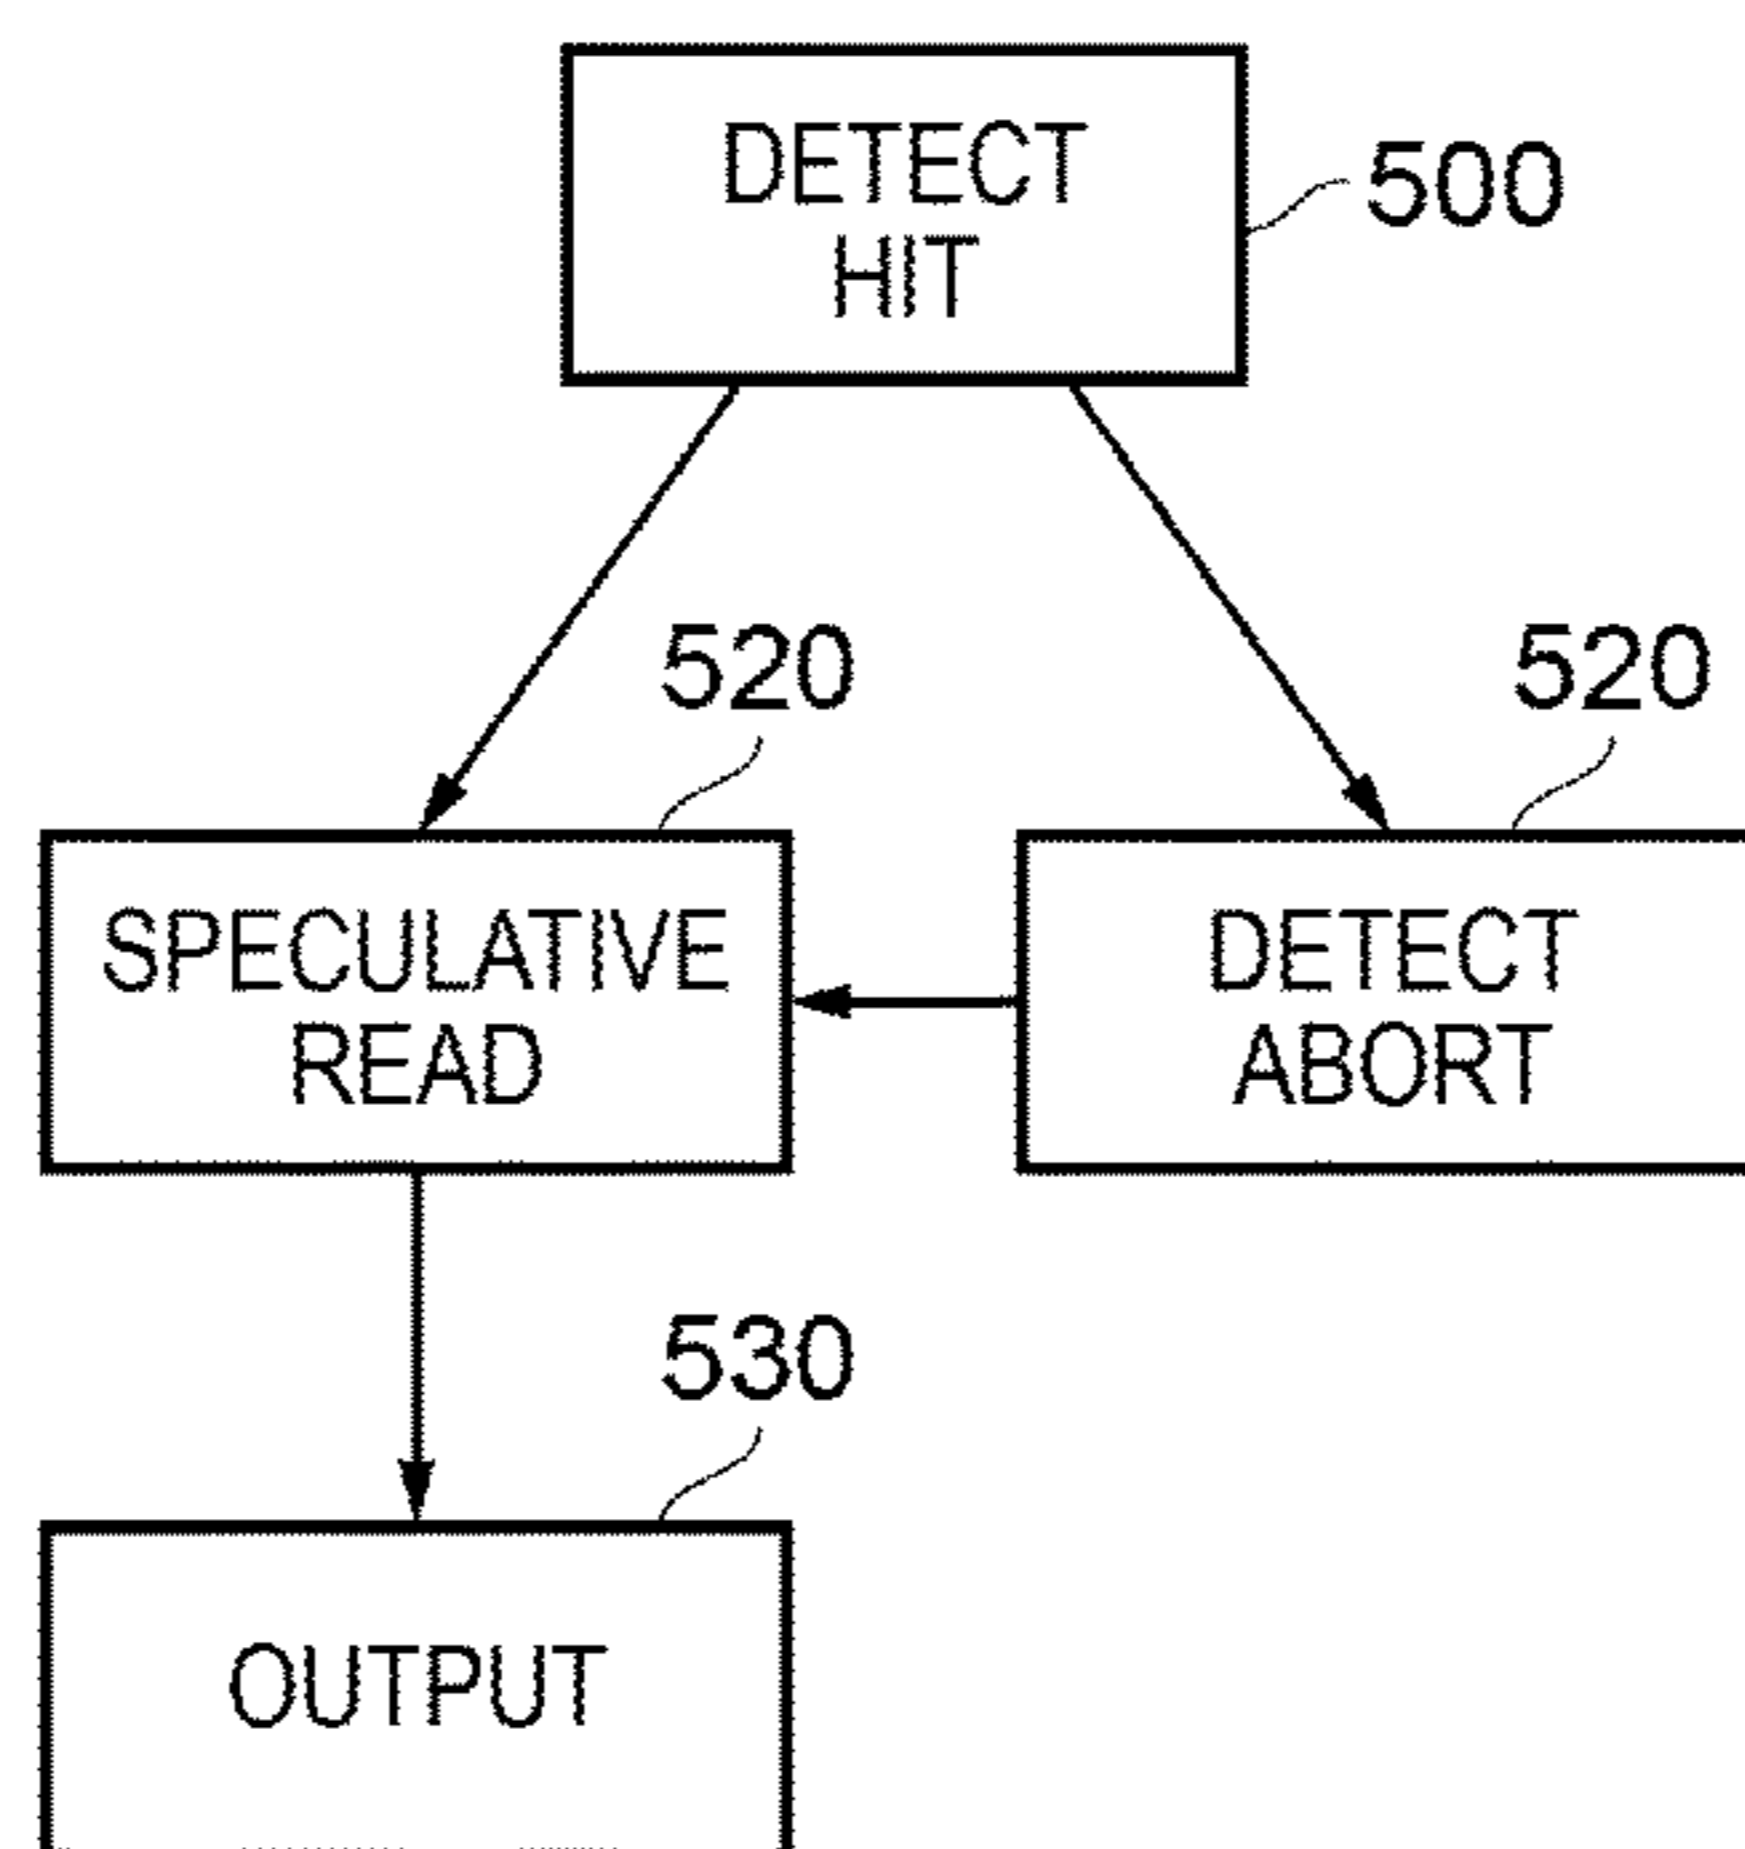 DETECT
HIT
500
520
520
SPECULATIVE
READ
DETECT
ABORT
530
OUTPUT